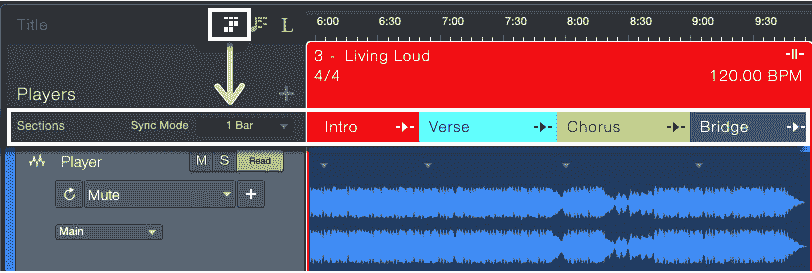 Title
L
6:00 6:30 7:00 7:30 8:00 8:30 9:00 9:30
3 - Living Loud
4/4 120.00 BPM
Players +
Sections Sync Mode 1 Bar Intro Verse Chorus Bridge
Player M S Read
Mute +
Main